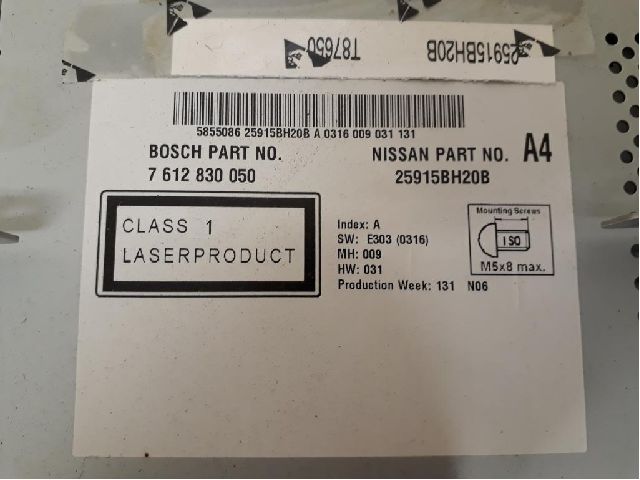 T87650 25915BH20B
5855086 25915BH20B A 0316 009 031 131
BOSCH PART NO.
7 612 830 050
NISSAN PART NO.
25915BH20B
A4
CLASS 1
LASERPRODUCT
Index: A
SW: E303 (0316)
MH: 009
HW: 031
Production Week: 131 N06
Mounting Screws
ISO
M5x8 max.